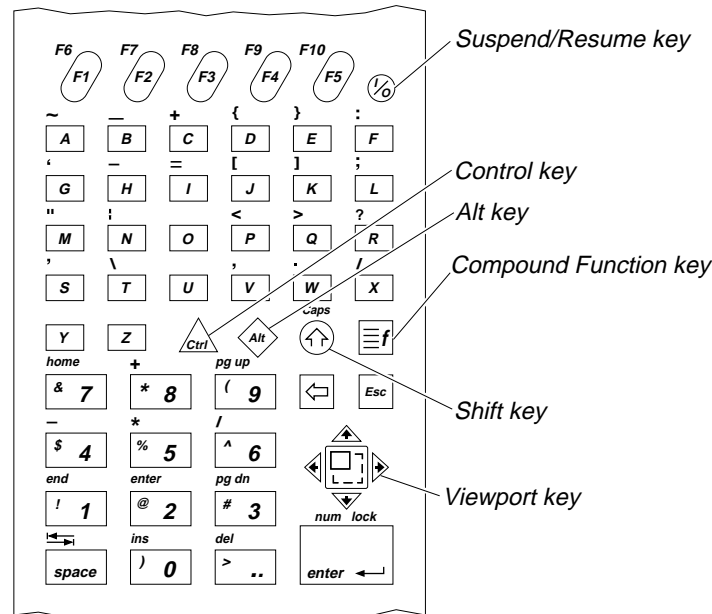 F6 F7 F8 F9 F10
F1 F2 F3 F4 F5 I/O
Suspend/Resume key
~ — + { } :
A B C D E F
‘ – = [ ] ;
G H I J K L
Control key
" ¦ < > ?
M N O P Q R
Alt key
’ \ , . /
S T U V W X
Compound Function key
Caps
Y Z Ctrl Alt f
home + pg up
& 7 * 8 ( 9 Esc
Shift key
– * /
$ 4 % 5 ^ 6
end enter pg dn
! 1 @ 2 # 3
Viewport key
num lock
ins del
space ) 0 > .. enter